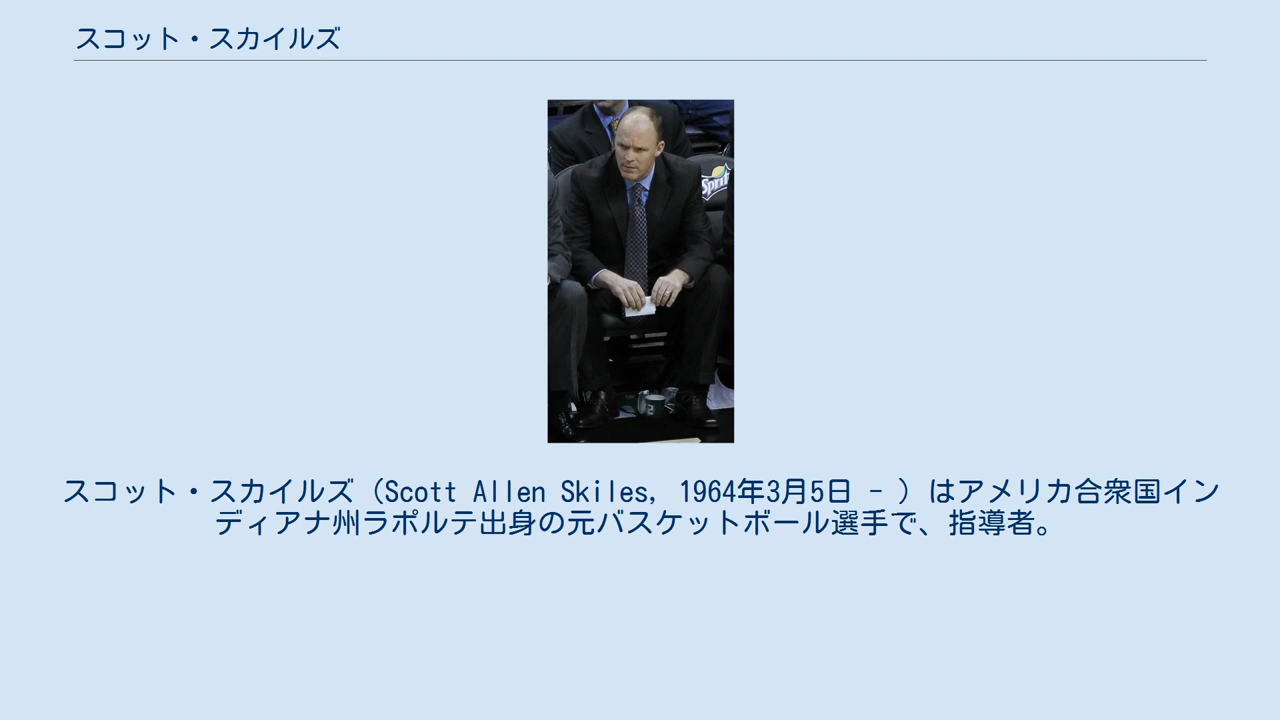 スコット・スカイルズ
Sprit
スコット・スカイルズ（Scott Allen Skiles, 1964年3月5日 - ）はアメリカ合衆国イン
ディアナ州ラポルテ出身の元バスケットボール選手で、指導者。